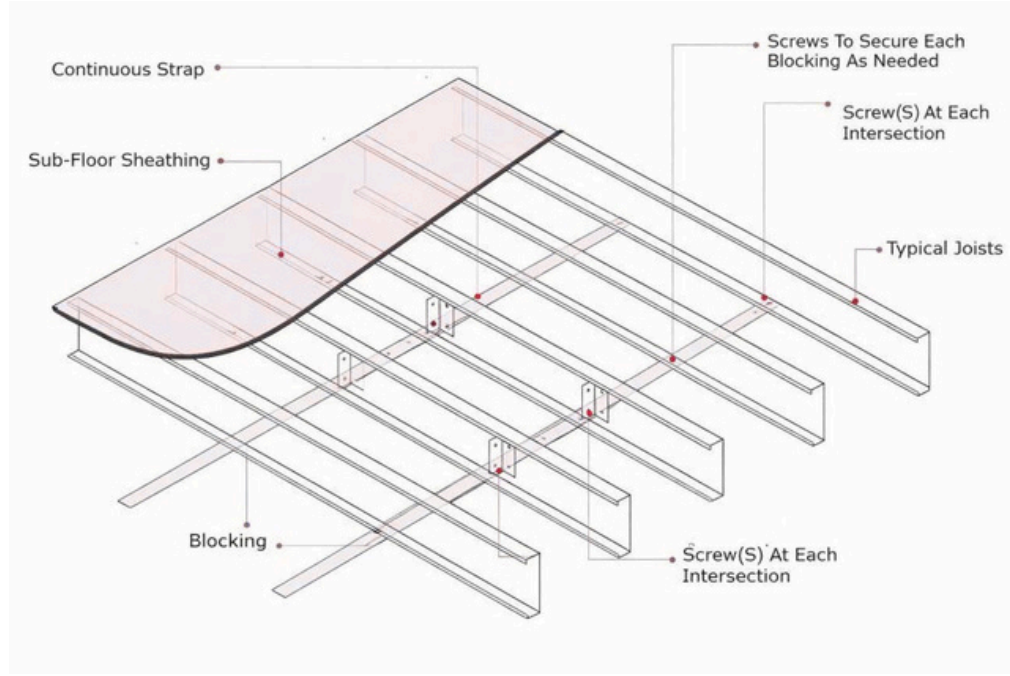 Continuous Strap
Sub-Floor Sheathing
Screws To Secure Each
Blocking As Needed
Screw(S) At Each
Intersection
Typical Joists
Blocking
Screw(S) At Each
Intersection